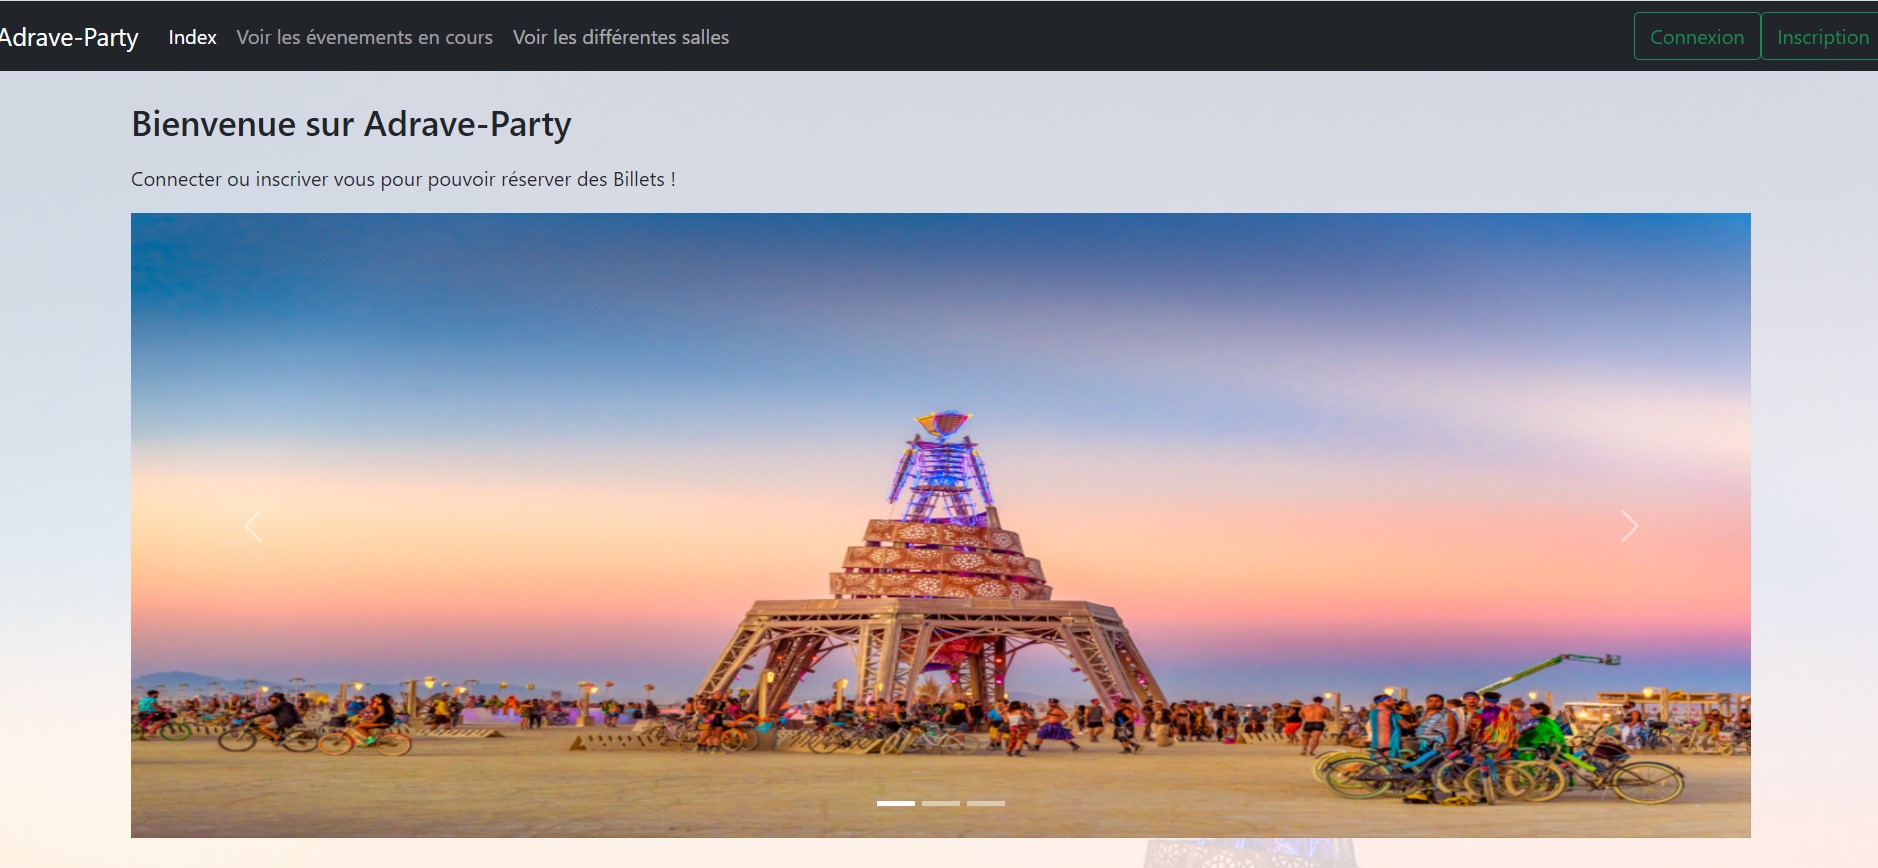 Adrave-Party Index Voir les évenements en cours Voir les différentes salles Connexion Inscription
Bienvenue sur Adrave-Party
Connecter ou inscriver vous pour pouvoir réserver des Billets !